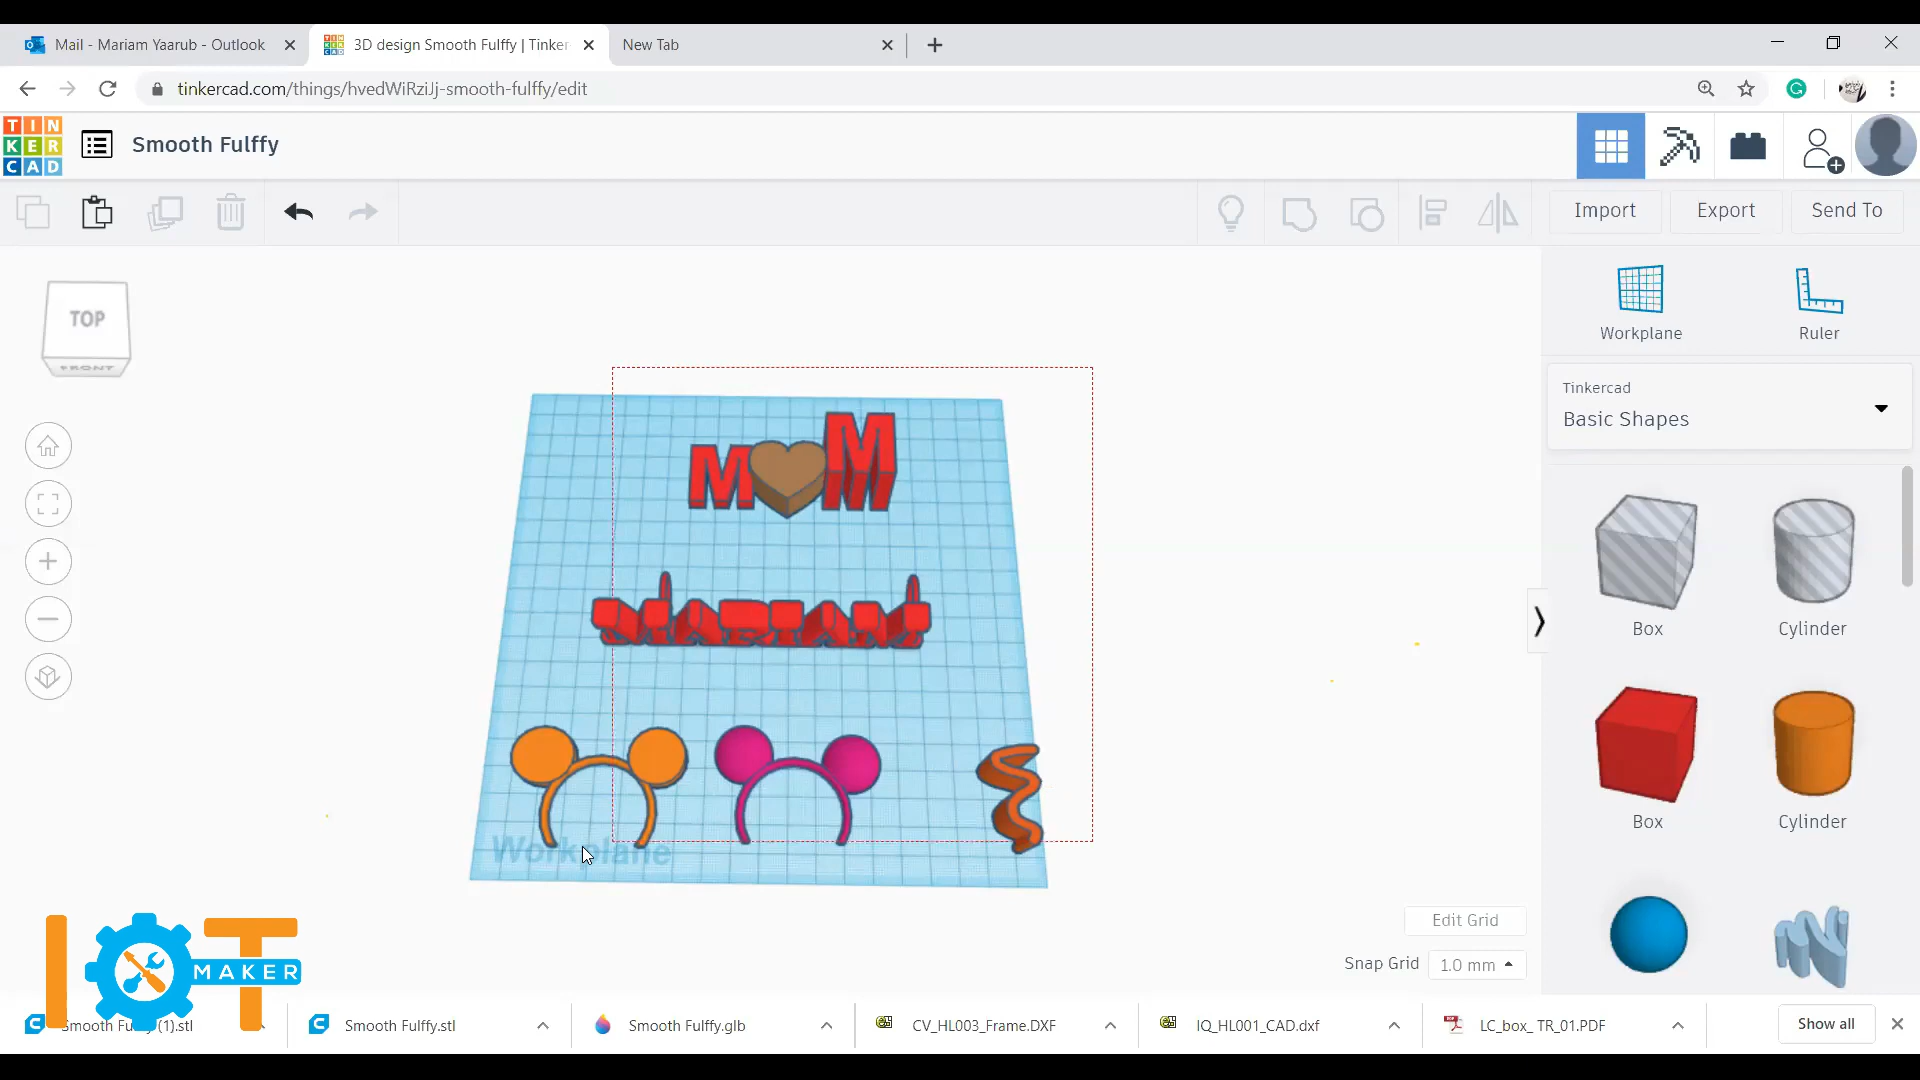 Mail - Mariam Yaarub - Outlook
3D design Smooth Fulffy | Tinker
New Tab
tinkercad.com/things/hvedWiRziJj-smooth-fulffy/edit
TIN
KER
CAD
Smooth Fulffy
Import
Export
Send To
TOP
FRONT
Workplane
Ruler
Tinkercad
Basic Shapes
M M
Box
Cylinder
Box
Cylinder
Workplane
Edit Grid
Snap Grid
1.0 mm
IOT
MAKER
Smooth Fulffy.stl
Smooth Fulffy.glb
CV_HL003_Frame.DXF
IQ_HL001_CAD.dxf
LC_box_ TR_01.PDF
Show all